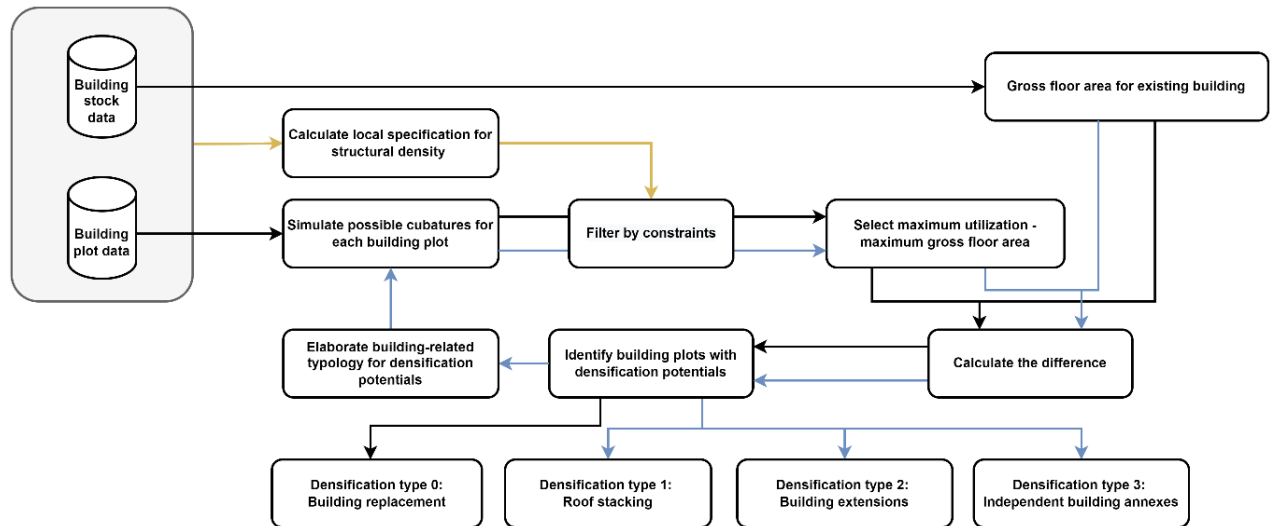 Building
stock
data
Gross floor area for existing building
Calculate local specification for
structural density
Building
plot data
Simulate possible cubatures for
each building plot
Filter by constraints
Select maximum utilization -
maximum gross floor area
Elaborate building-related
typology for densification
potentials
Identify building plots with
densification potentials
Calculate the difference
Densification type 0:
Building replacement
Densification type 1:
Roof stacking
Densification type 2:
Building extensions
Densification type 3:
Independent building annexes